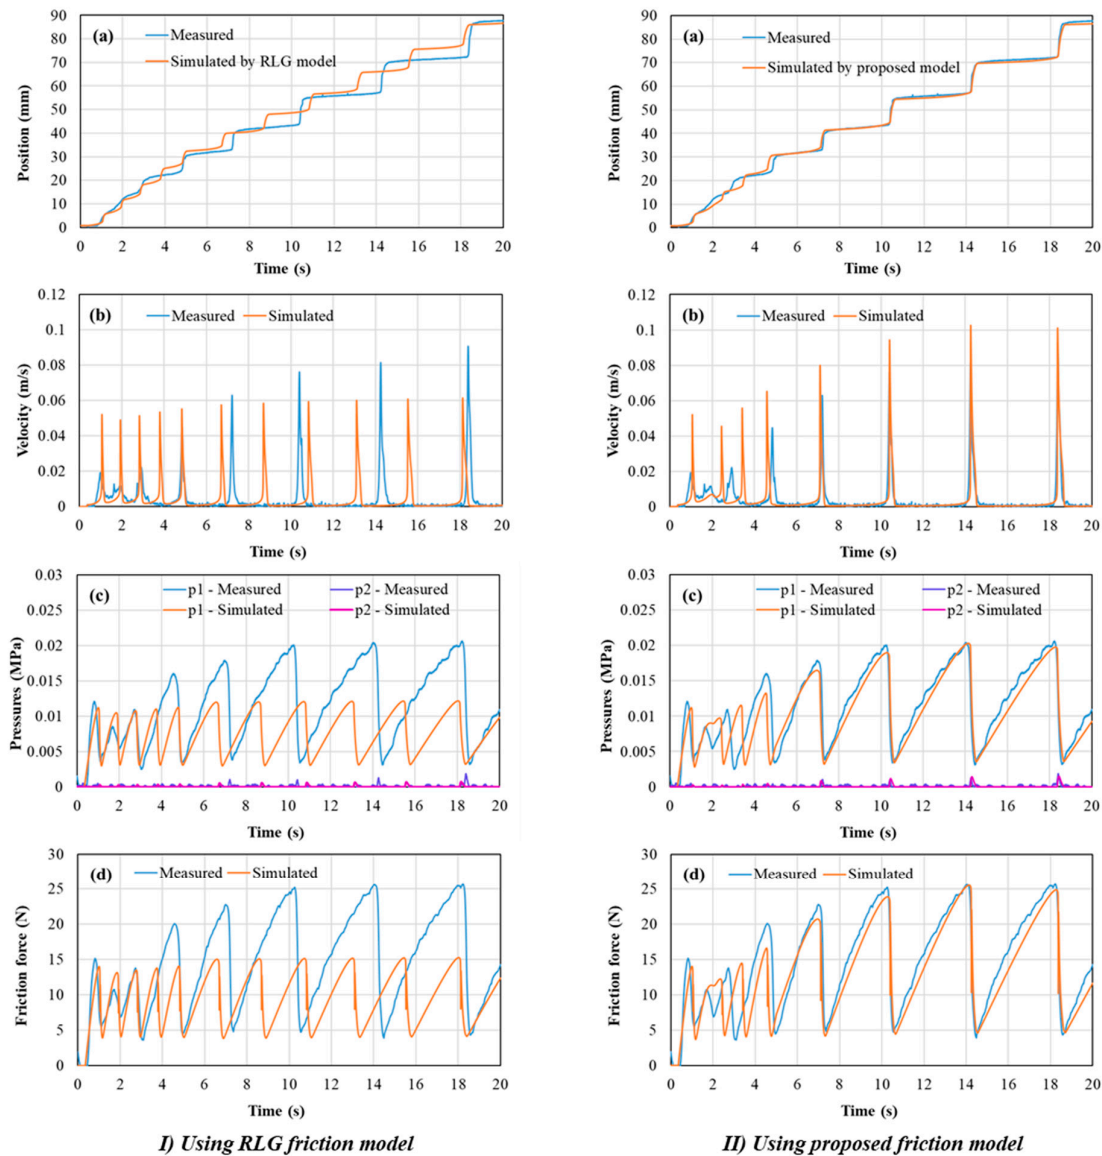 (a)
Measured
Simulated by RLG model
Position (mm)
90
80
70
60
50
40
30
20
10
0
0 2 4 6 8 10 12 14 16 18 20
Time (s)
(a)
Measured
Simulated by proposed model
Position (mm)
90
80
70
60
50
40
30
20
10
0
0 2 4 6 8 10 12 14 16 18 20
Time (s)
(b)
Measured Simulated
Velocity (m/s)
0.12
0.1
0.08
0.06
0.04
0.02
0
0 2 4 6 8 10 12 14 16 18 20
Time (s)
(b)
Measured Simulated
Velocity (m/s)
0.12
0.1
0.08
0.06
0.04
0.02
0
0 2 4 6 8 10 12 14 16 18 20
Time (s)
(c)
p1 - Measured p2 - Measured
p1 - Simulated p2 - Simulated
Pressures (MPa)
0.03
0.025
0.02
0.015
0.01
0.005
0
0 2 4 6 8 10 12 14 16 18 20
Time (s)
(c)
p1 - Measured p2 - Measured
p1 - Simulated p2 - Simulated
Pressures (MPa)
0.03
0.025
0.02
0.015
0.01
0.005
0
0 2 4 6 8 10 12 14 16 18 20
Time (s)
(d)
Measured Simulated
Friction force (N)
30
25
20
15
10
5
0
0 2 4 6 8 10 12 14 16 18 20
Time (s)
(d)
Measured Simulated
Friction force (N)
30
25
20
15
10
5
0
0 2 4 6 8 10 12 14 16 18 20
Time (s)
I) Using RLG friction model
II) Using proposed friction model